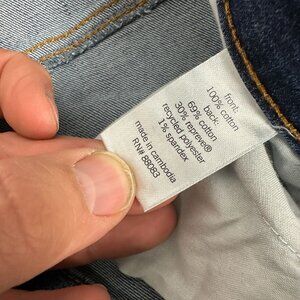 front:
100% cotton
back:
69% cotton
30% repreve®
recycled polyester
1% spandex
made in cambodia
RN# 88083